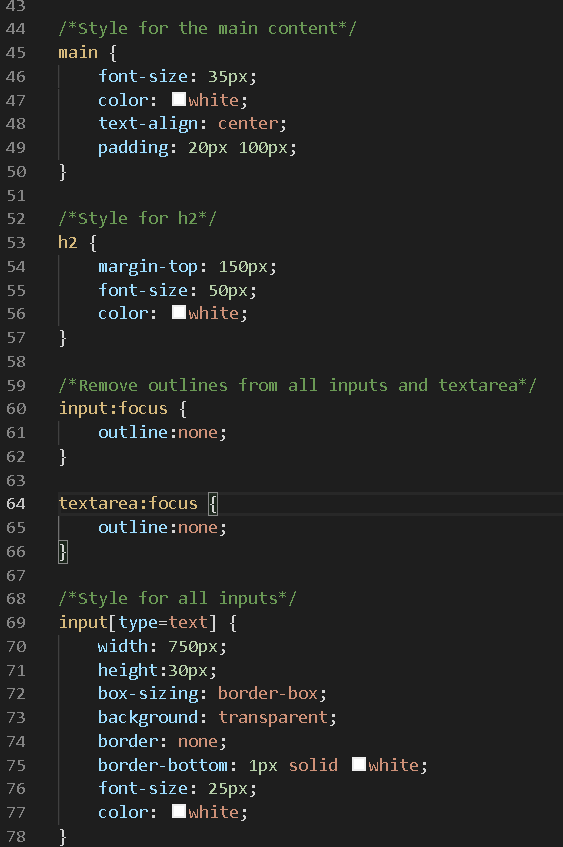 43
44 /*Style for the main content*/
45 main {
46 font-size: 35px;
47 color: white;
48 text-align: center;
49 padding: 20px 100px;
50 }
51
52 /*Style for h2*/
53 h2 {
54 margin-top: 150px;
55 font-size: 50px;
56 color: white;
57 }
58
59 /*Remove outlines from all inputs and textarea*/
60 input:focus {
61 outline:none;
62 }
63
64 textarea:focus {
65 outline:none;
66 }
67
68 /*Style for all inputs*/
69 input[type=text] {
70 width: 750px;
71 height:30px;
72 box-sizing: border-box;
73 background: transparent;
74 border: none;
75 border-bottom: 1px solid white;
76 font-size: 25px;
77 color: white;
78 }